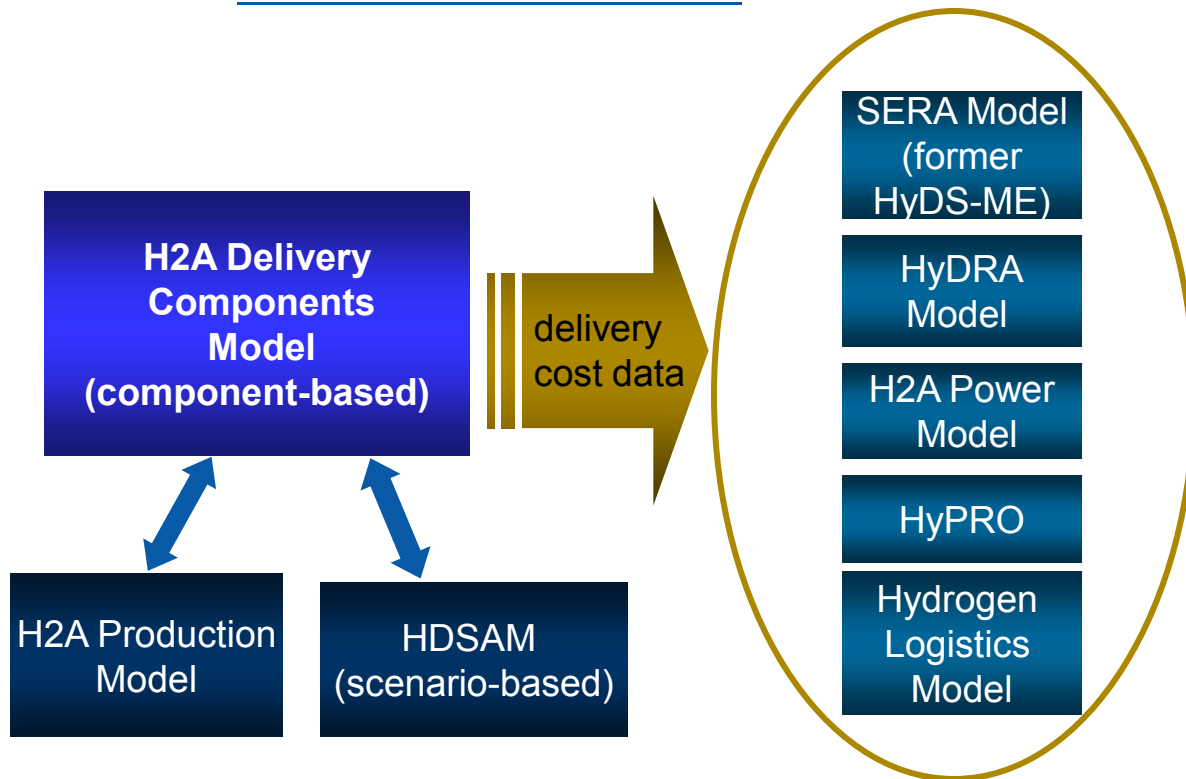 H2A Delivery
Components
Model
(component-based)
delivery
cost data
H2A Production
Model
HDSAM
(scenario-based)
SERA Model
(former
HyDS-ME)
HyDRA
Model
H2A Power
Model
HyPRO
Hydrogen
Logistics
Model